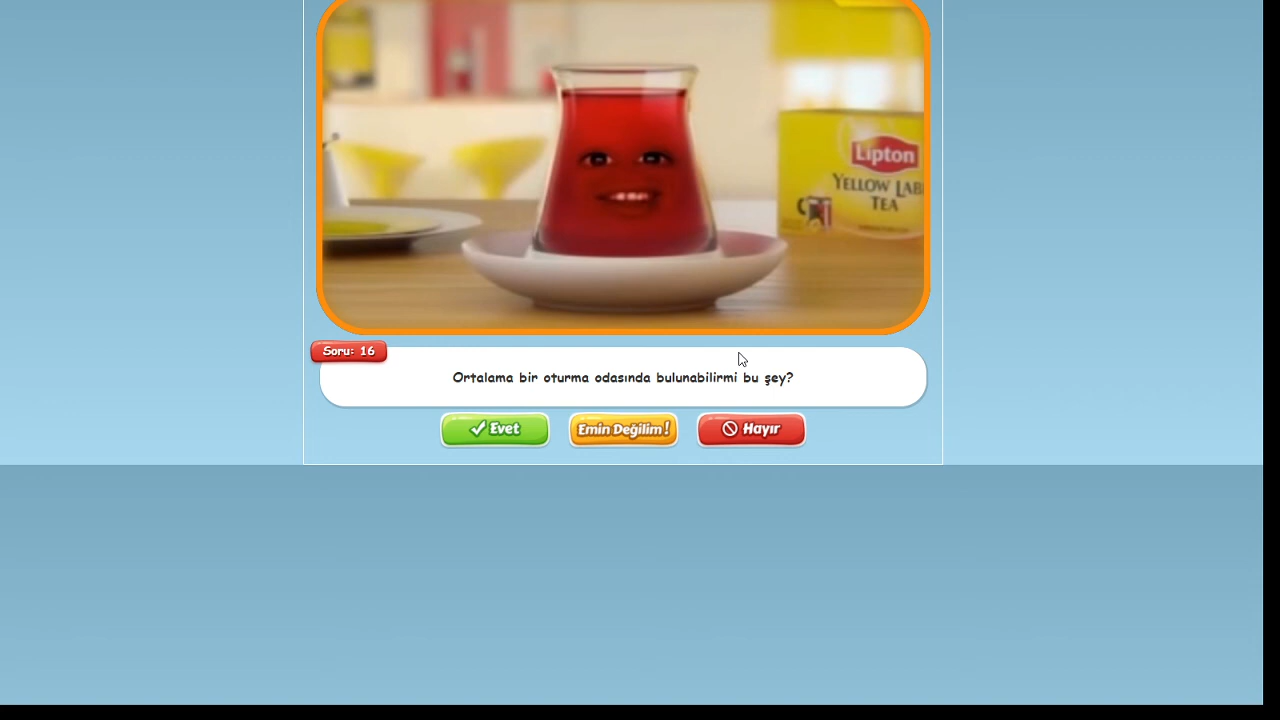 Lipton
YELLOW LAB
TEA
Soru: 16
Ortalama bir oturma odasında bulunabilirmi bu şey?
Evet
Emin Değilim!
Hayır